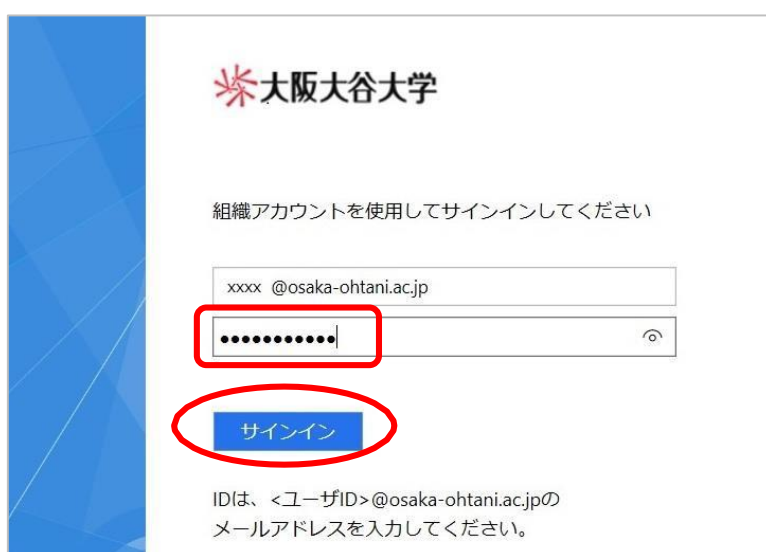 大阪大谷大学
組織アカウントを使用してサインインしてください
xxxx @osaka-ohtani.ac.jp
●●●●●●●●●●●
サインイン
IDは、<ユーザID>@osaka-ohtani.ac.jpの
メールアドレスを入力してください。